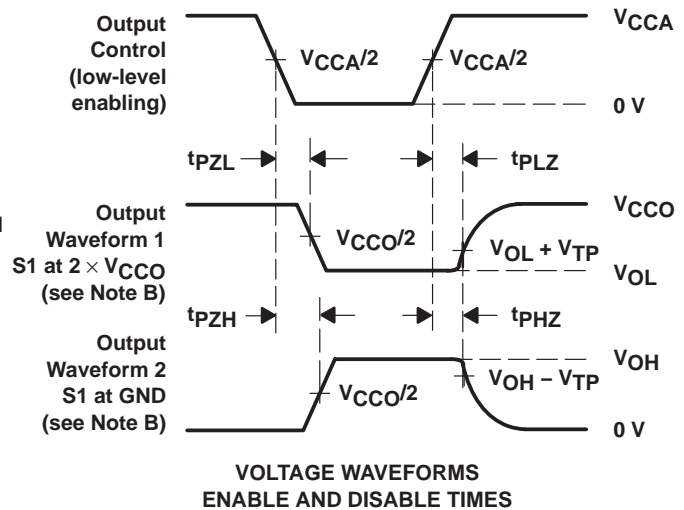 Output
Control
(low-level
enabling)
VCCA
VCCA/2
VCCA/2
0 V
tPZL
tPLZ
Output
Waveform 1
S1 at 2 × VCCO
(see Note B)
VCCO
VCCO/2
VOL + VTP
VOL
tPZH
tPHZ
Output
Waveform 2
S1 at GND
(see Note B)
VOH
VCCO/2
VOH − VTP
0 V
VOLTAGE WAVEFORMS
ENABLE AND DISABLE TIMES